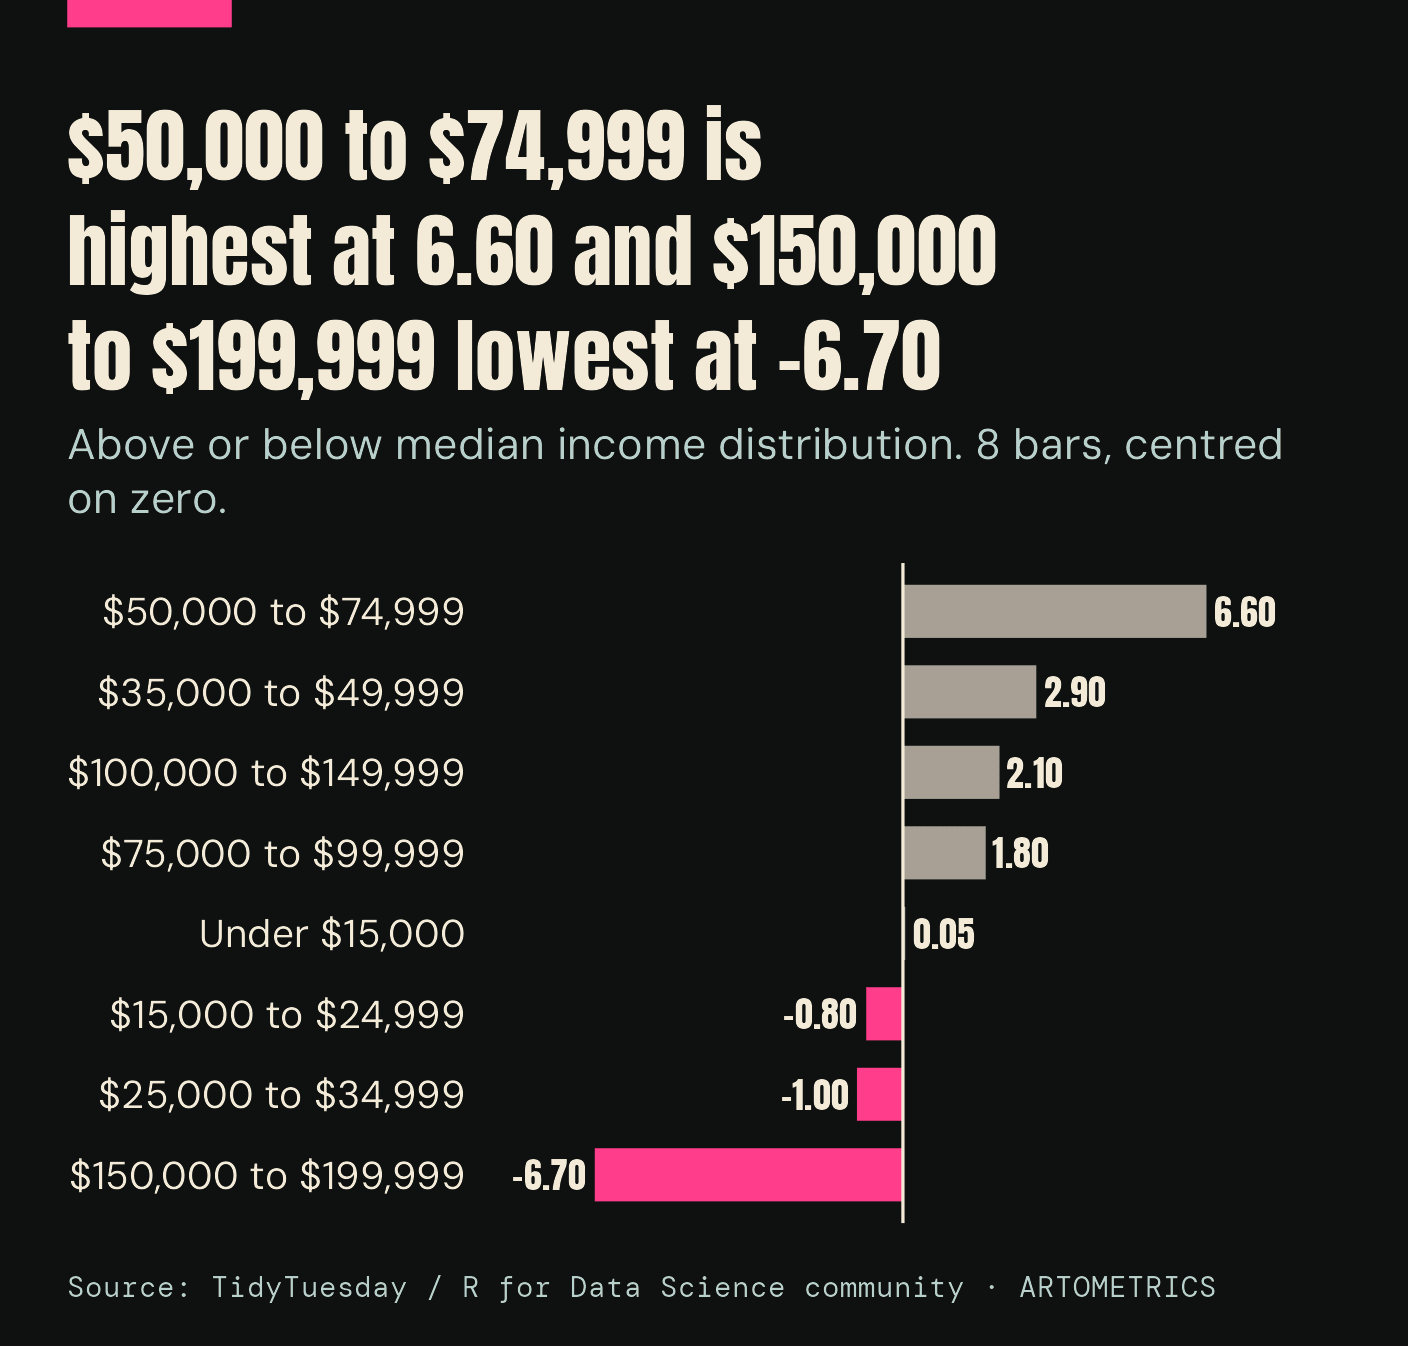 $50,000 to $74,999 is
highest at 6.60 and $150,000
to $199,999 lowest at -6.70
Above or below median income distribution. 8 bars, centred
on zero.
$50,000 to $74,999 6.60
$35,000 to $49,999 2.90
$100,000 to $149,999 2.10
$75,000 to $99,999 1.80
Under $15,000 0.05
$15,000 to $24,999 -0.80
$25,000 to $34,999 -1.00
$150,000 to $199,999 -6.70
Source: TidyTuesday / R for Data Science community · ARTOMETRICS